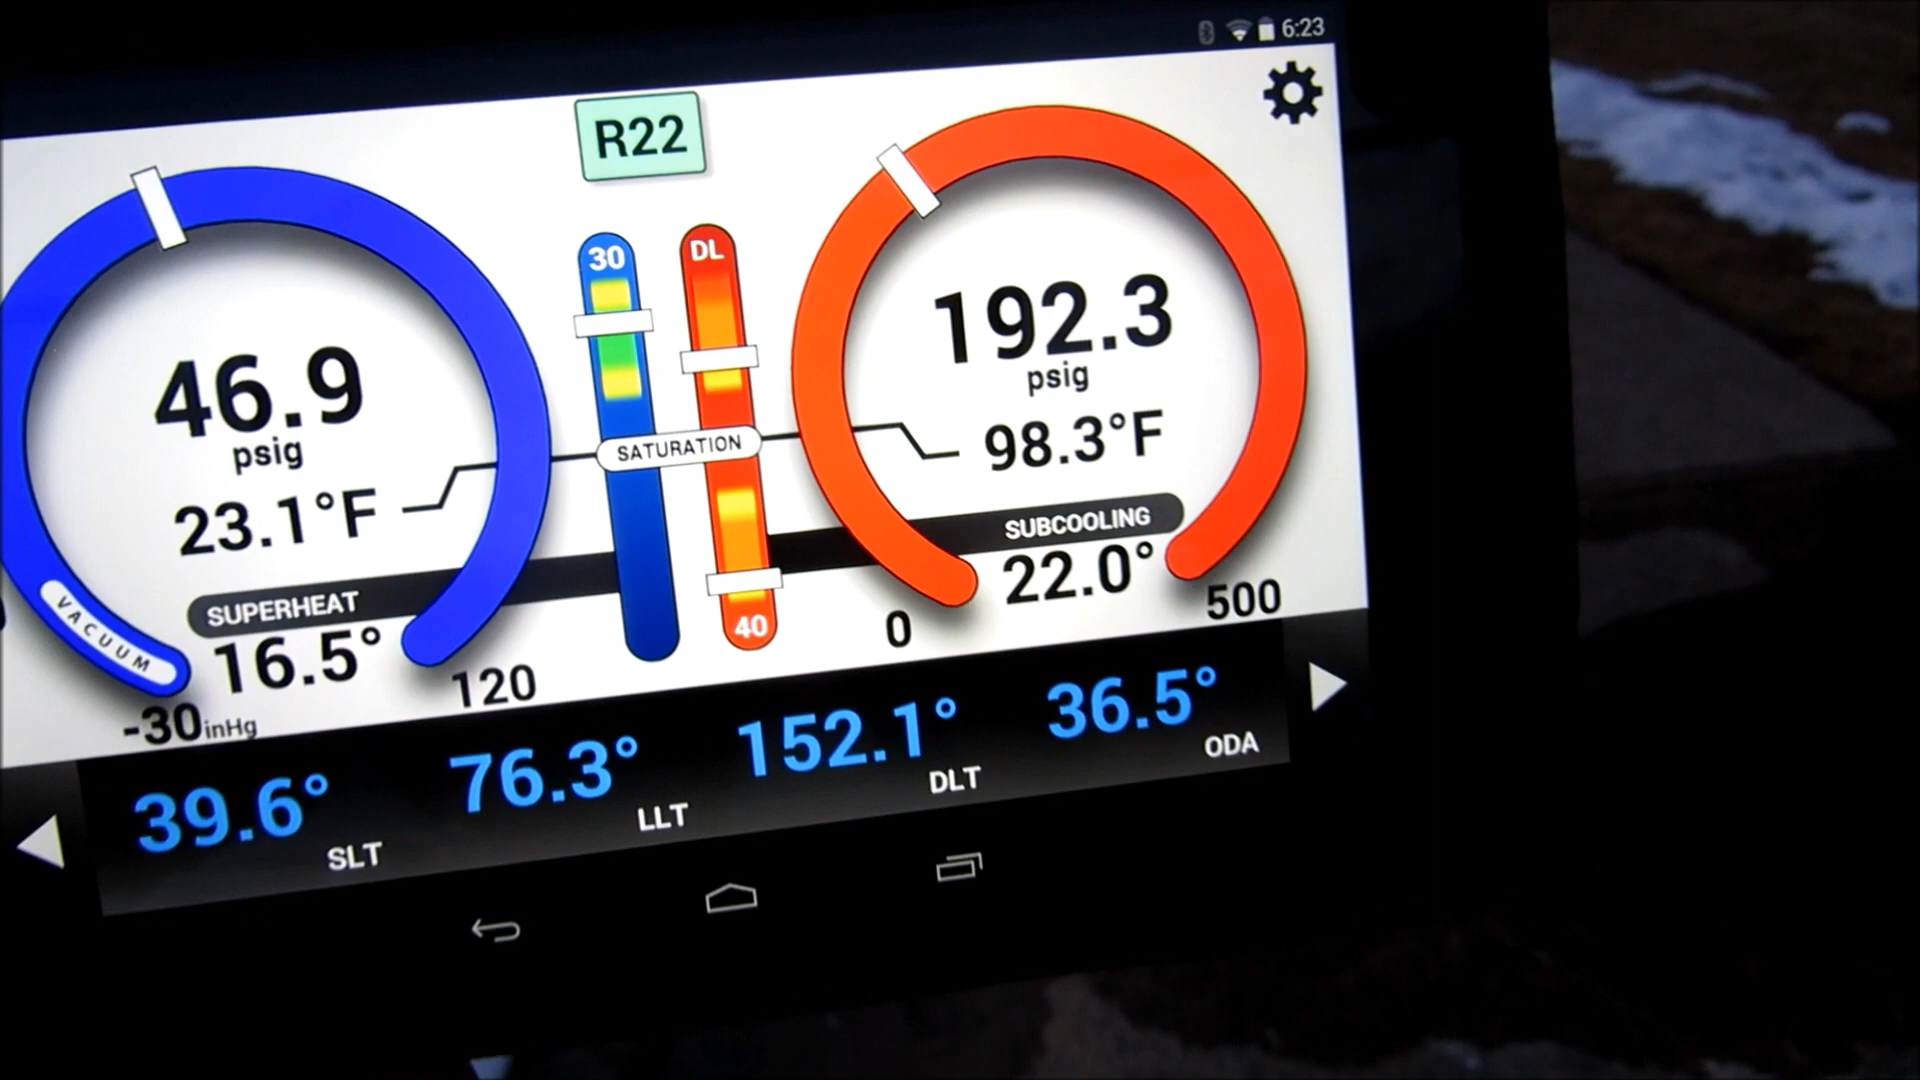 6:23
R22
30
DL
46.9
psig
23.1°F
SATURATION
192.3
psig
98.3°F
VACUUM
SUPERHEAT
16.5°
-30inHg
120
40
SUBCOOLING
22.0°
0
500
39.6°
SLT
76.3°
LLT
152.1°
DLT
36.5°
ODA